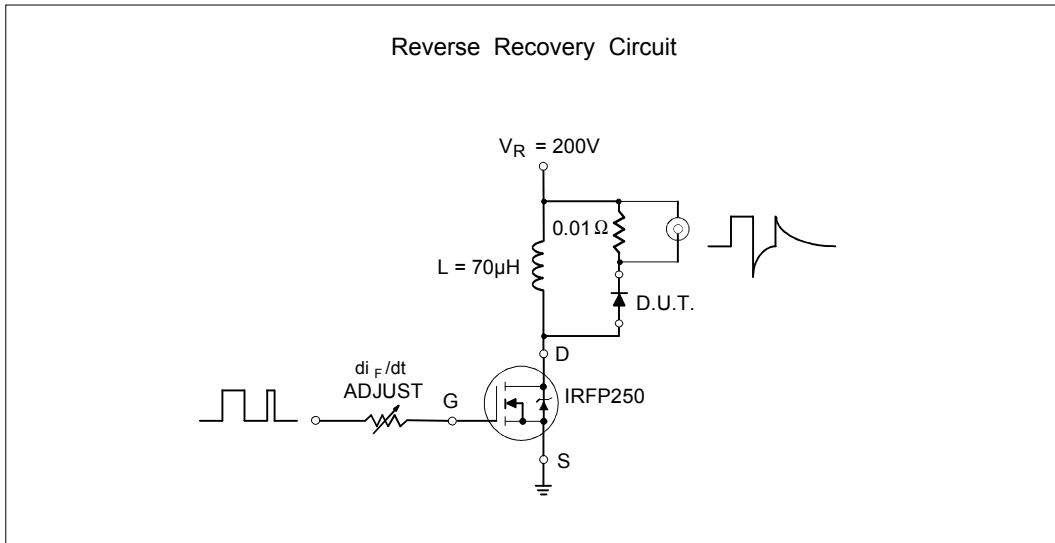 Reverse Recovery Circuit
V_R = 200V
0.01 Ω
L = 70µH
D.U.T.
di_F/dt
ADJUST
D
G
IRFP250
S